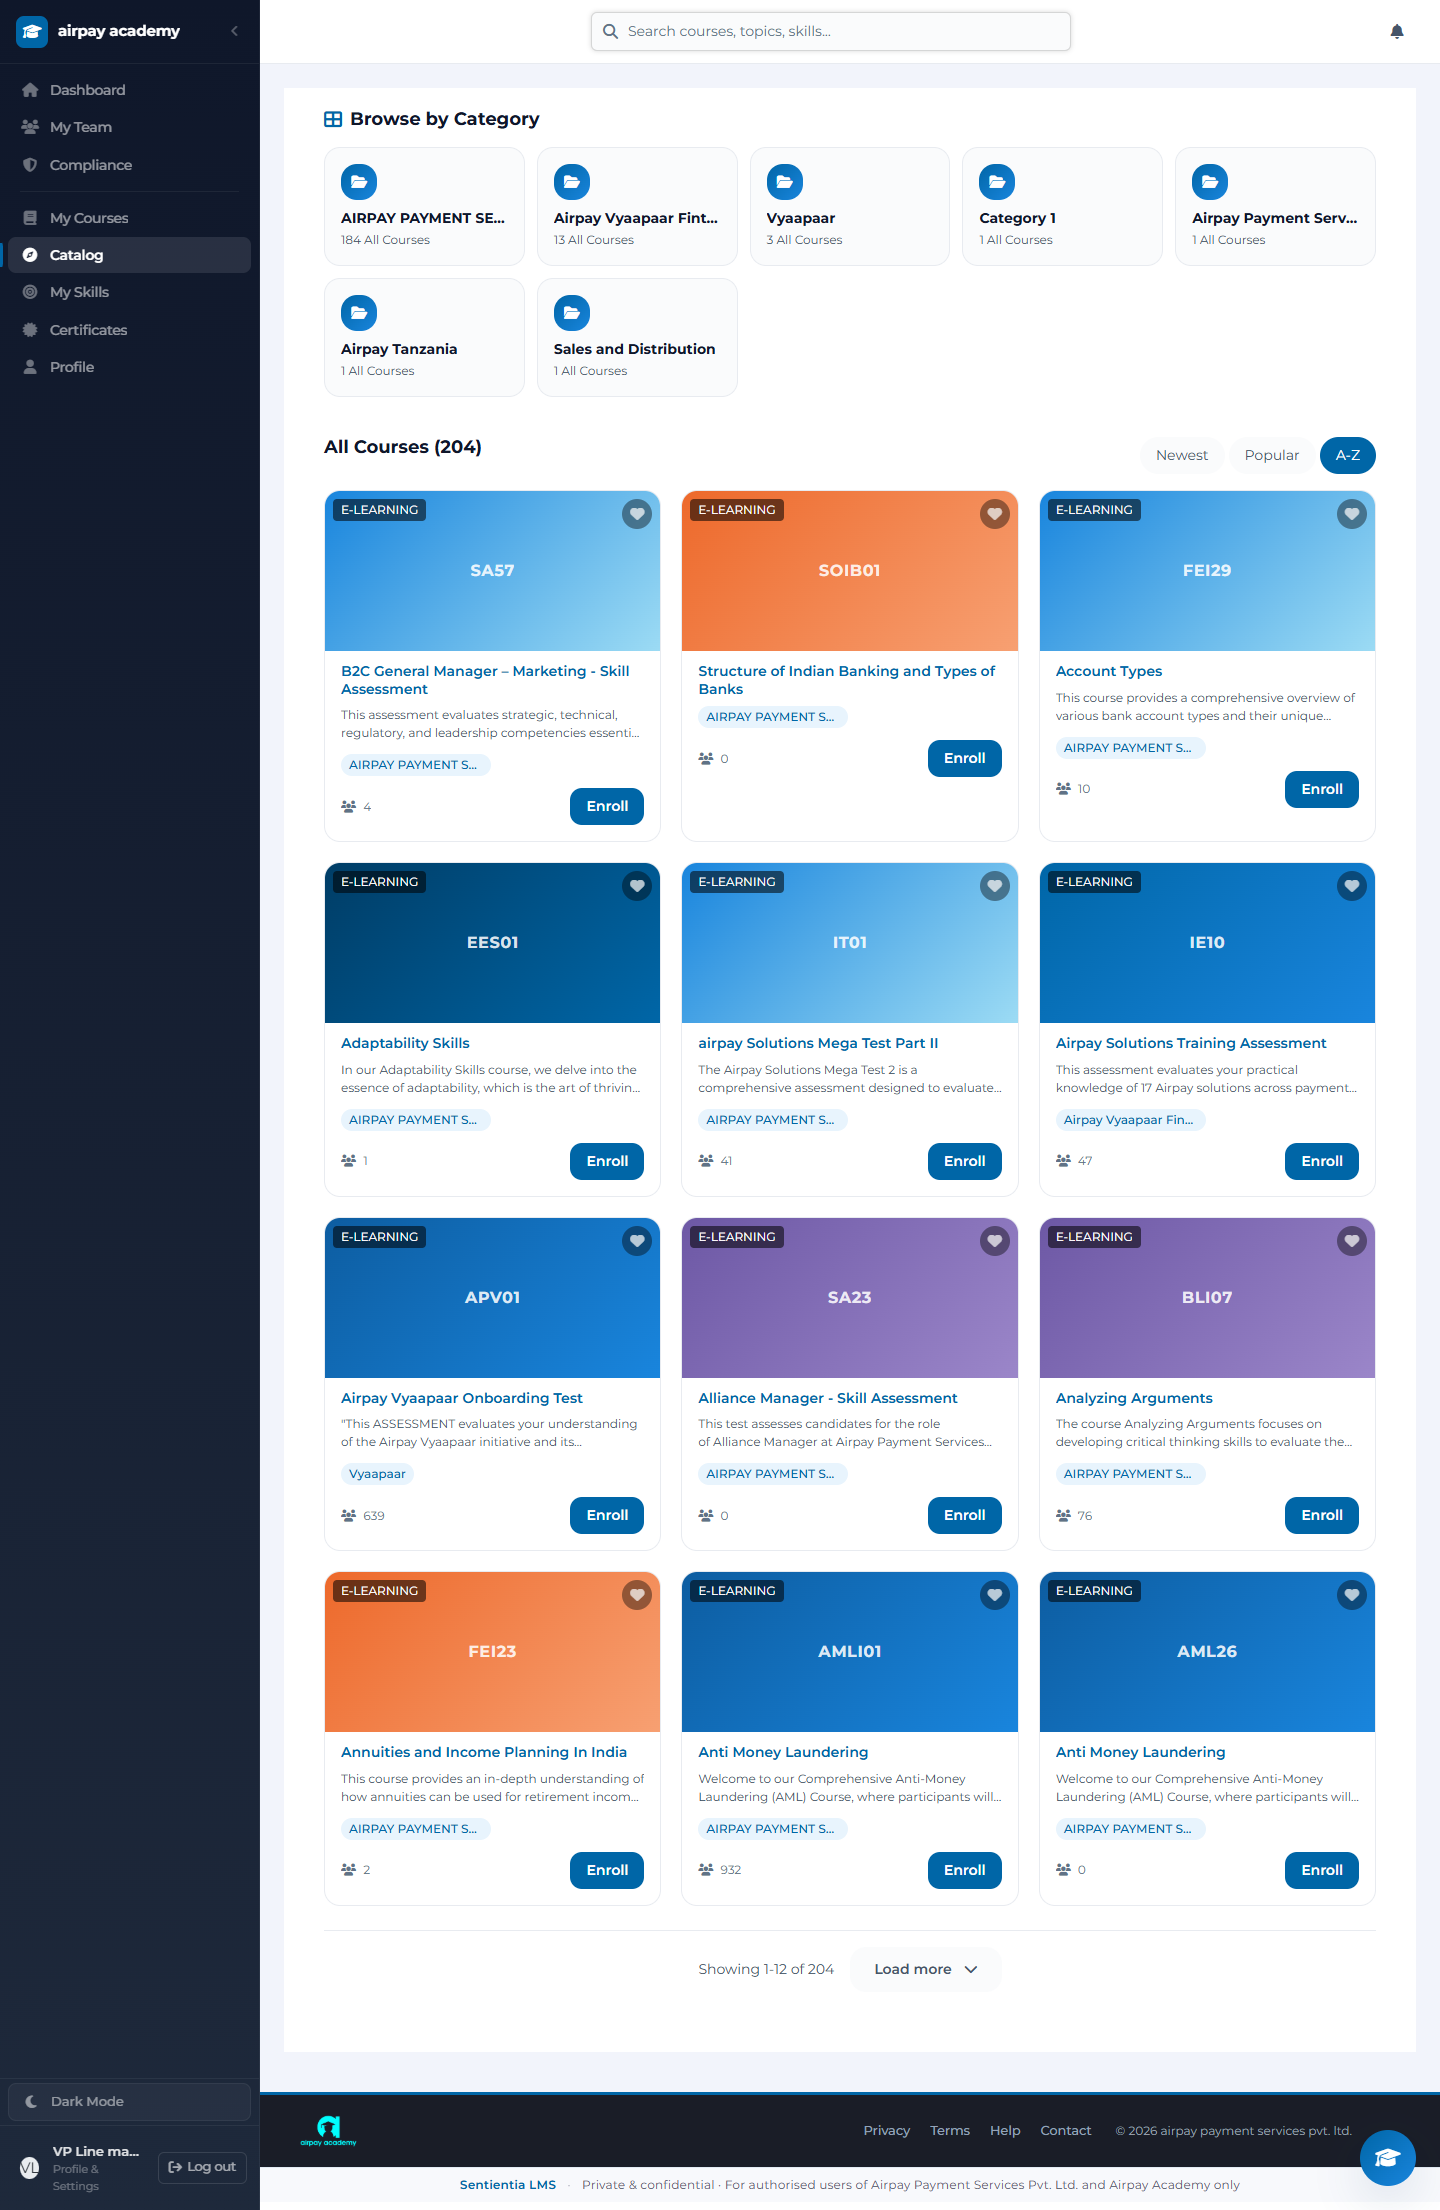 airpay academy
Search courses, topics, skills...
Dashboard
My Team
Compliance
My Courses
Catalog
My Skills
Certificates
Profile
Browse by Category
AIRPAY PAYMENT SE...
184 All Courses
Airpay Vyaapaar Fint...
13 All Courses
Vyaapaar
3 All Courses
Category 1
1 All Courses
Airpay Payment Serv...
1 All Courses
Airpay Tanzania
1 All Courses
Sales and Distribution
1 All Courses
All Courses (204)
Newest
Popular
A-Z
E-LEARNING
SA57
B2C General Manager – Marketing - Skill
Assessment
This assessment evaluates strategic, technical,
regulatory, and leadership competencies essenti...
AIRPAY PAYMENT S...
4
Enroll
E-LEARNING
SOIB01
Structure of Indian Banking and Types of
Banks
AIRPAY PAYMENT S...
0
Enroll
E-LEARNING
FEI29
Account Types
This course provides a comprehensive overview of
various bank account types and their unique...
AIRPAY PAYMENT S...
10
Enroll
E-LEARNING
EES01
Adaptability Skills
In our Adaptability Skills course, we delve into the
essence of adaptability, which is the art of thrivin...
AIRPAY PAYMENT S...
1
Enroll
E-LEARNING
IT01
airpay Solutions Mega Test Part II
The Airpay Solutions Mega Test 2 is a
comprehensive assessment designed to evaluate...
AIRPAY PAYMENT S...
41
Enroll
E-LEARNING
IE10
Airpay Solutions Training Assessment
This assessment evaluates your practical
knowledge of 17 Airpay solutions across payment...
Airpay Vyaapaar Fin...
47
Enroll
E-LEARNING
APV01
Airpay Vyaapaar Onboarding Test
"This ASSESSMENT evaluates your understanding
of the Airpay Vyaapaar initiative and its...
Vyaapaar
639
Enroll
E-LEARNING
SA23
Alliance Manager - Skill Assessment
This test assesses candidates for the role
of Alliance Manager at Airpay Payment Services...
AIRPAY PAYMENT S...
0
Enroll
E-LEARNING
BLI07
Analyzing Arguments
The course Analyzing Arguments focuses on
developing critical thinking skills to evaluate the...
AIRPAY PAYMENT S...
76
Enroll
E-LEARNING
FEI23
Annuities and Income Planning In India
This course provides an in-depth understanding of
how annuities can be used for retirement incom...
AIRPAY PAYMENT S...
2
Enroll
E-LEARNING
AMLI01
Anti Money Laundering
Welcome to our Comprehensive Anti-Money
Laundering (AML) Course, where participants will...
AIRPAY PAYMENT S...
932
Enroll
E-LEARNING
AML26
Anti Money Laundering
Welcome to our Comprehensive Anti-Money
Laundering (AML) Course, where participants will...
AIRPAY PAYMENT S...
0
Enroll
Showing 1-12 of 204
Load more
Dark Mode
VL
VP Line ma...
Profile &
Settings
Log out
airpay academy
Privacy
Terms
Help
Contact
© 2026 airpay payment services pvt. ltd.
Sentientia LMS · Private & confidential · For authorised users of Airpay Payment Services Pvt. Ltd. and Airpay Academy only